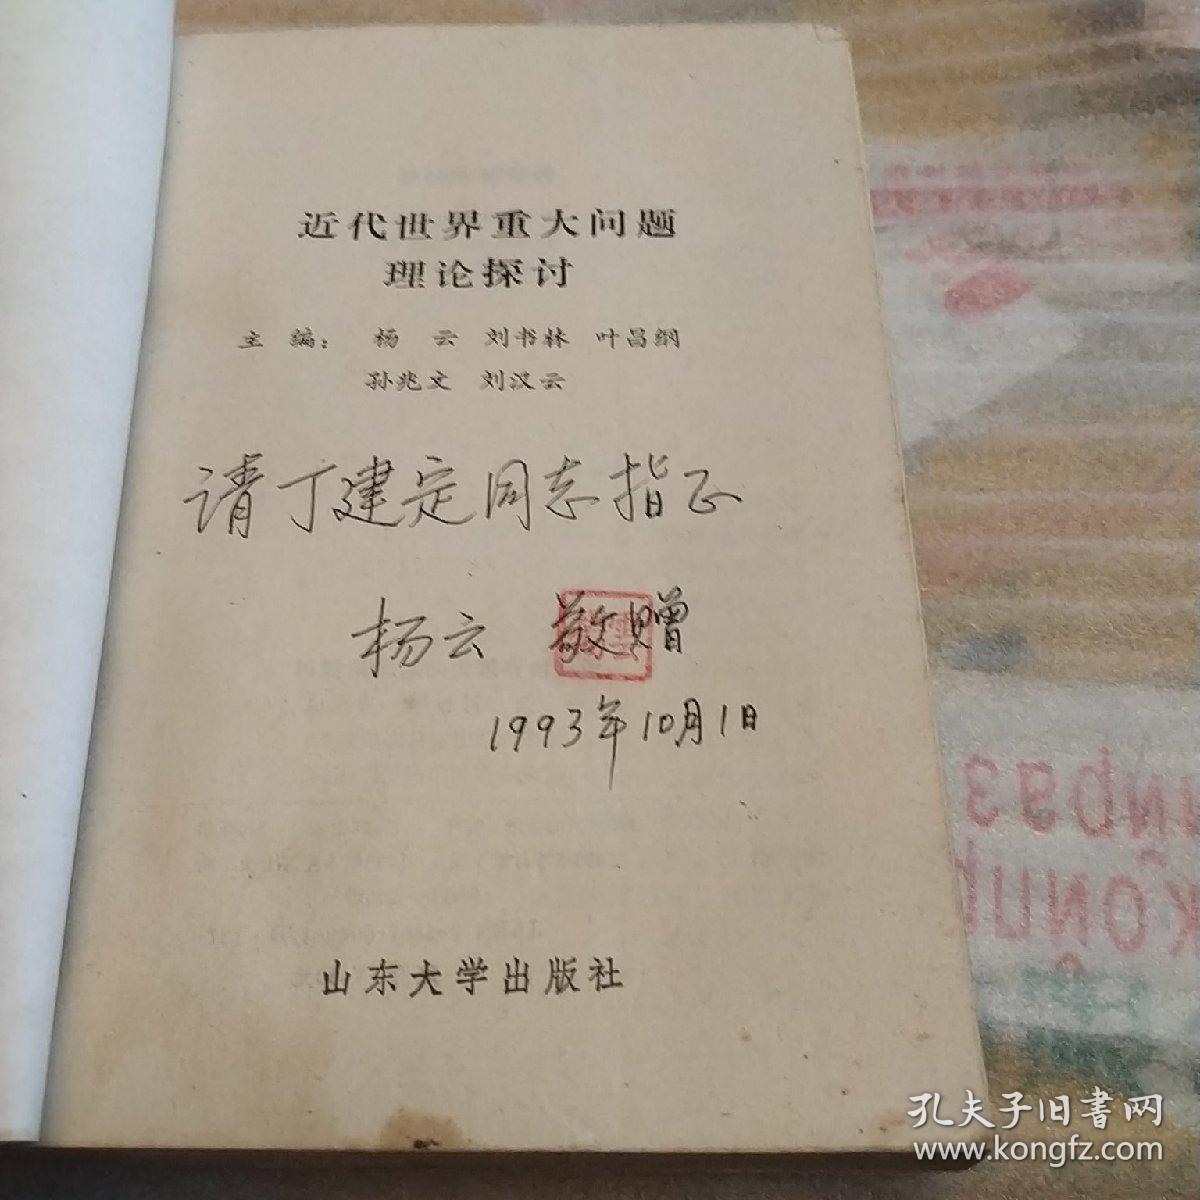 近代世界重大问题
理论探讨
主 编： 杨 云 刘书林 叶昌纲
孙兆文 刘汉云
请丁建定同志指正
杨云 敬赠
1993年10月1日
山东大学出版社
孔夫子旧书网
www.kongfz.com